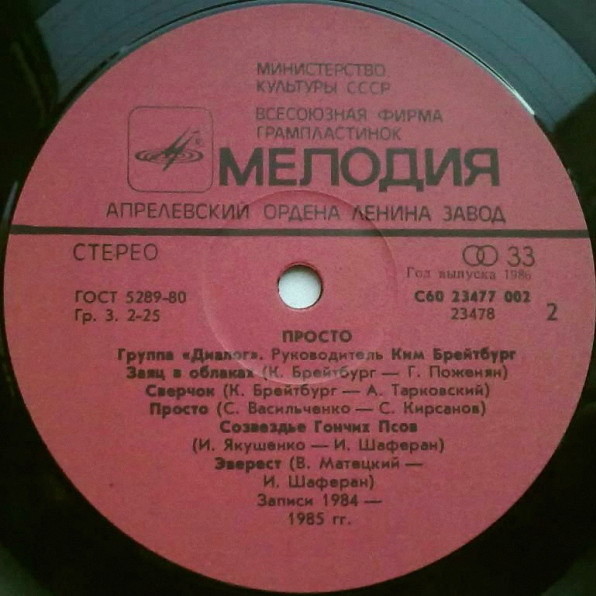 МИНИСТЕРСТВО
КУЛЬТУРЫ СССР
ВСЕСОЮЗНАЯ ФИРМА
ГРАМПЛАСТИНОК
МЕЛОДИЯ
АПРЕЛЕВСКИЙ ОРДЕНА ЛЕНИНА ЗАВОД
СТЕРЕО
33
Год выпуска 1986
ГОСТ 5289-80
С60 23477 002
Гр. 3. 2-25
23478
2
ПРОСТО
Группа «Диалог». Руководитель Ким Брейтбург
Заяц в облаках (К. Брейтбург — Г. Поженян)
Сверчок (К. Брейтбург — А. Тарковский)
Просто (С. Васильченко — С. Кирсанов)
Созвездье Гончих Псов
(И. Якушенко — И. Шаферан)
Эверест (В. Матецкий —
И. Шаферан)
Записи 1984 —
1985 гг.